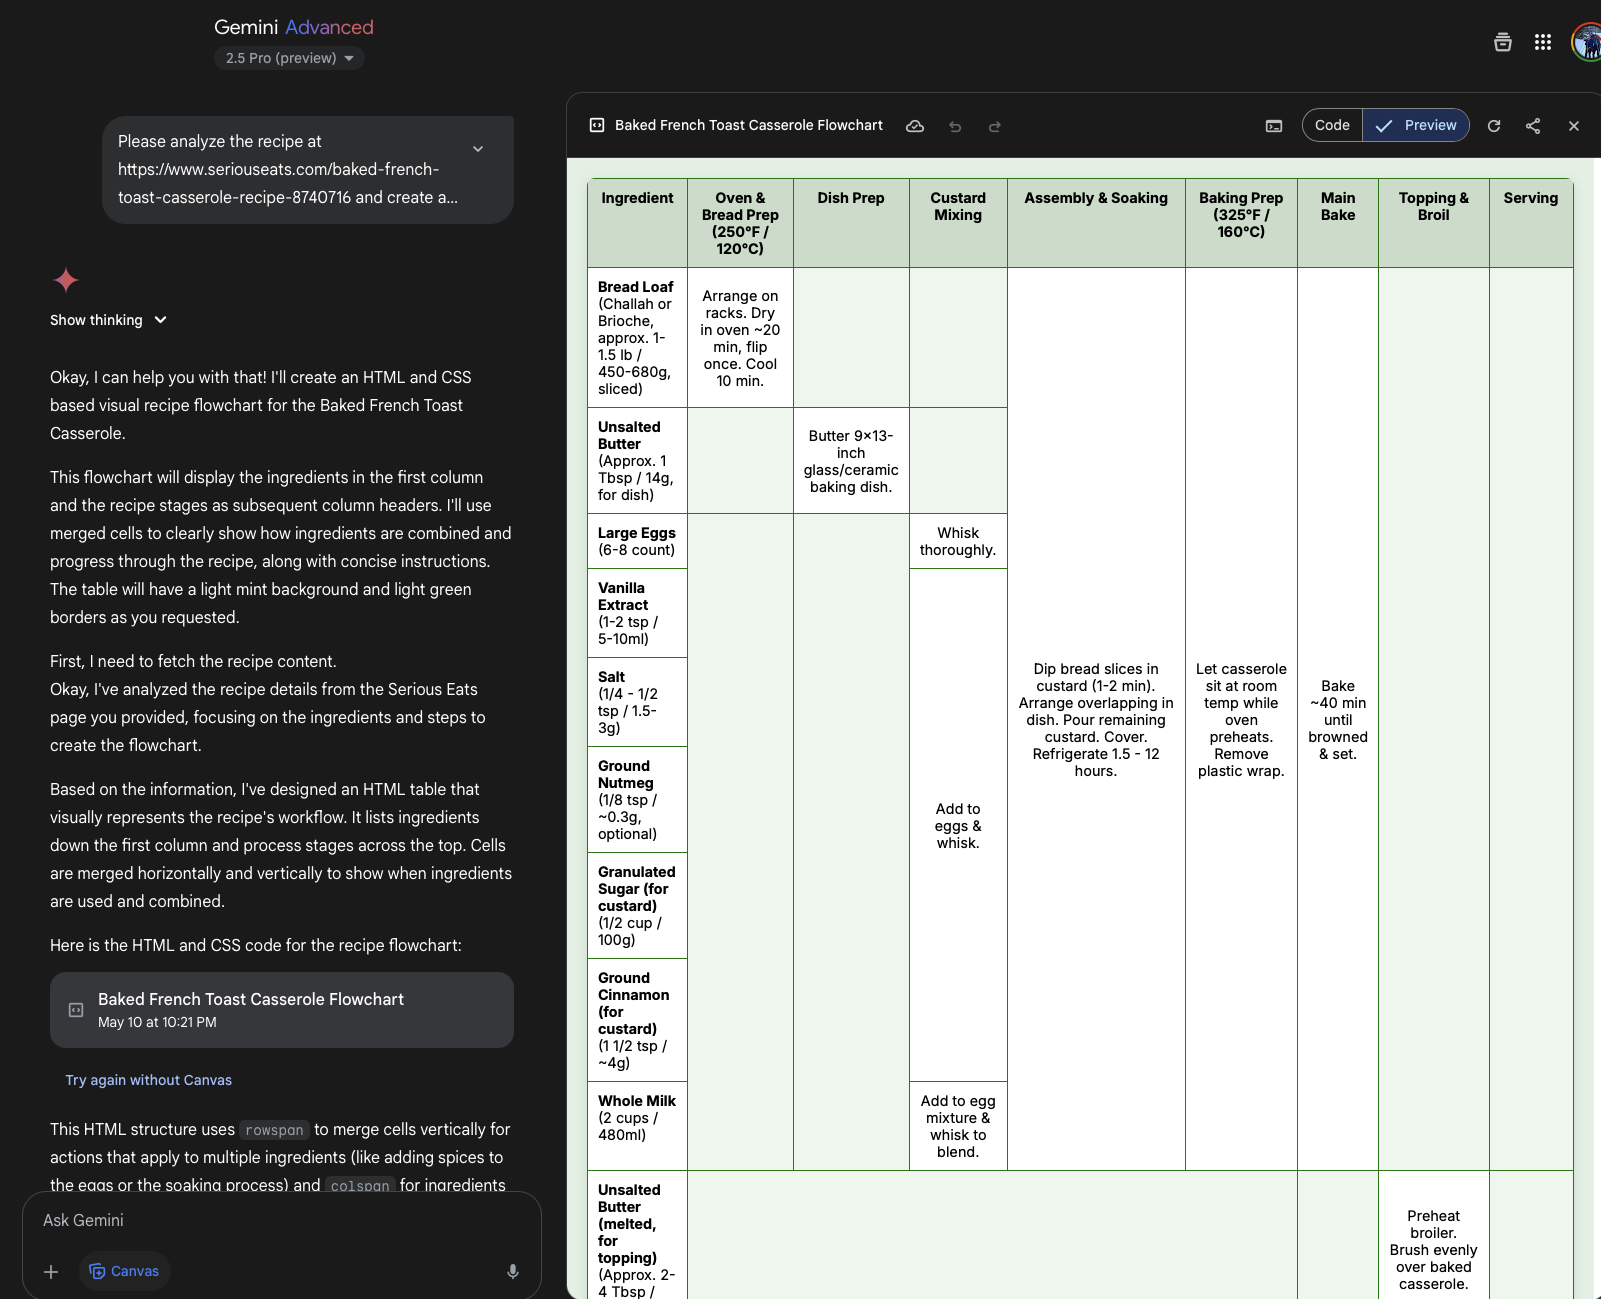 Gemini Advanced
2.5 Pro (preview)
Please analyze the recipe at
https://www.seriouseats.com/baked-french-
toast-casserole-recipe-8740716 and create a...
Show thinking
Okay, I can help you with that! I'll create an HTML and CSS
based visual recipe flowchart for the Baked French Toast
Casserole.
This flowchart will display the ingredients in the first column
and the recipe stages as subsequent column headers. I'll use
merged cells to clearly show how ingredients are combined and
progress through the recipe, along with concise instructions.
The table will have a light mint background and light green
borders as you requested.
First, I need to fetch the recipe content.
Okay, I've analyzed the recipe details from the Serious Eats
page you provided, focusing on the ingredients and steps to
create the flowchart.
Based on the information, I've designed an HTML table that
visually represents the recipe's workflow. It lists ingredients
down the first column and process stages across the top. Cells
are merged horizontally and vertically to show when ingredients
are used and combined.
Here is the HTML and CSS code for the recipe flowchart:
Baked French Toast Casserole Flowchart
May 10 at 10:21 PM
Try again without Canvas
This HTML structure uses rowspan to merge cells vertically for
actions that apply to multiple ingredients (like adding spices to
the eggs or the soaking process) and colspan for ingredients
Ask Gemini
Canvas
Baked French Toast Casserole Flowchart
Code
Preview
Ingredient
Oven &
Bread Prep
(250°F /
120°C)
Dish Prep
Custard
Mixing
Assembly & Soaking
Baking Prep
(325°F /
160°C)
Main
Bake
Topping &
Broil
Serving
Bread Loaf
(Challah or
Brioche,
approx. 1-
1.5 lb /
450-680g,
sliced)
Arrange on
racks. Dry
in oven ~20
min, flip
once. Cool
10 min.
Unsalted
Butter
(Approx. 1
Tbsp / 14g,
for dish)
Butter 9×13-
inch
glass/ceramic
baking dish.
Large Eggs
(6-8 count)
Whisk
thoroughly.
Vanilla
Extract
(1-2 tsp /
5-10ml)
Salt
(1/4 - 1/2
tsp / 1.5-
3g)
Ground
Nutmeg
(1/8 tsp /
~0.3g,
optional)
Granulated
Sugar (for
custard)
(1/2 cup /
100g)
Ground
Cinnamon
(for
custard)
(1 1/2 tsp /
~4g)
Add to
eggs &
whisk.
Whole Milk
(2 cups /
480ml)
Add to egg
mixture &
whisk to
blend.
Dip bread slices in
custard (1-2 min).
Arrange overlapping in
dish. Pour remaining
custard. Cover.
Refrigerate 1.5 - 12
hours.
Let casserole
sit at room
temp while
oven
preheats.
Remove
plastic wrap.
Bake
~40 min
until
browned
& set.
Unsalted
Butter
(melted,
for
topping)
(Approx. 2-
4 Tbsp /
Preheat
broiler.
Brush evenly
over baked
casserole.